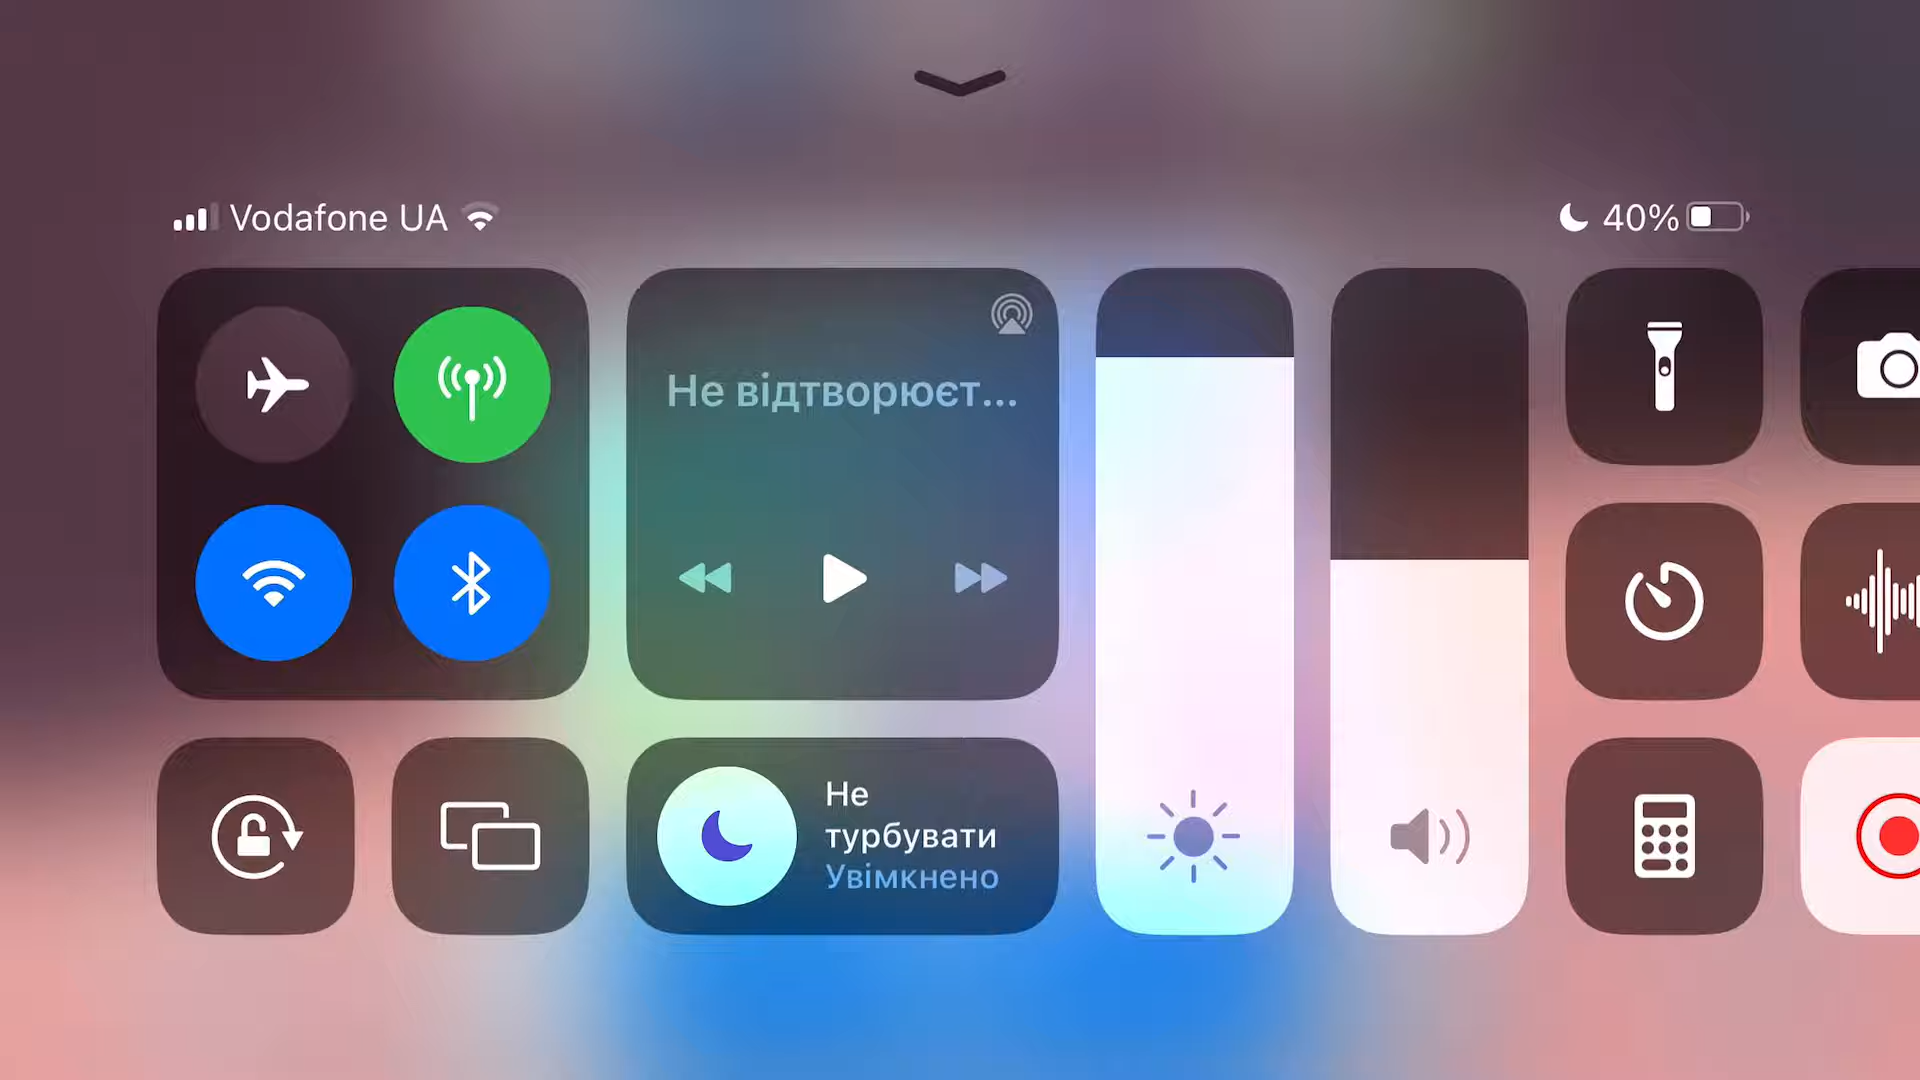 Vodafone UA
40%
Не відтворюєт...
Не
турбувати
Увімкнено